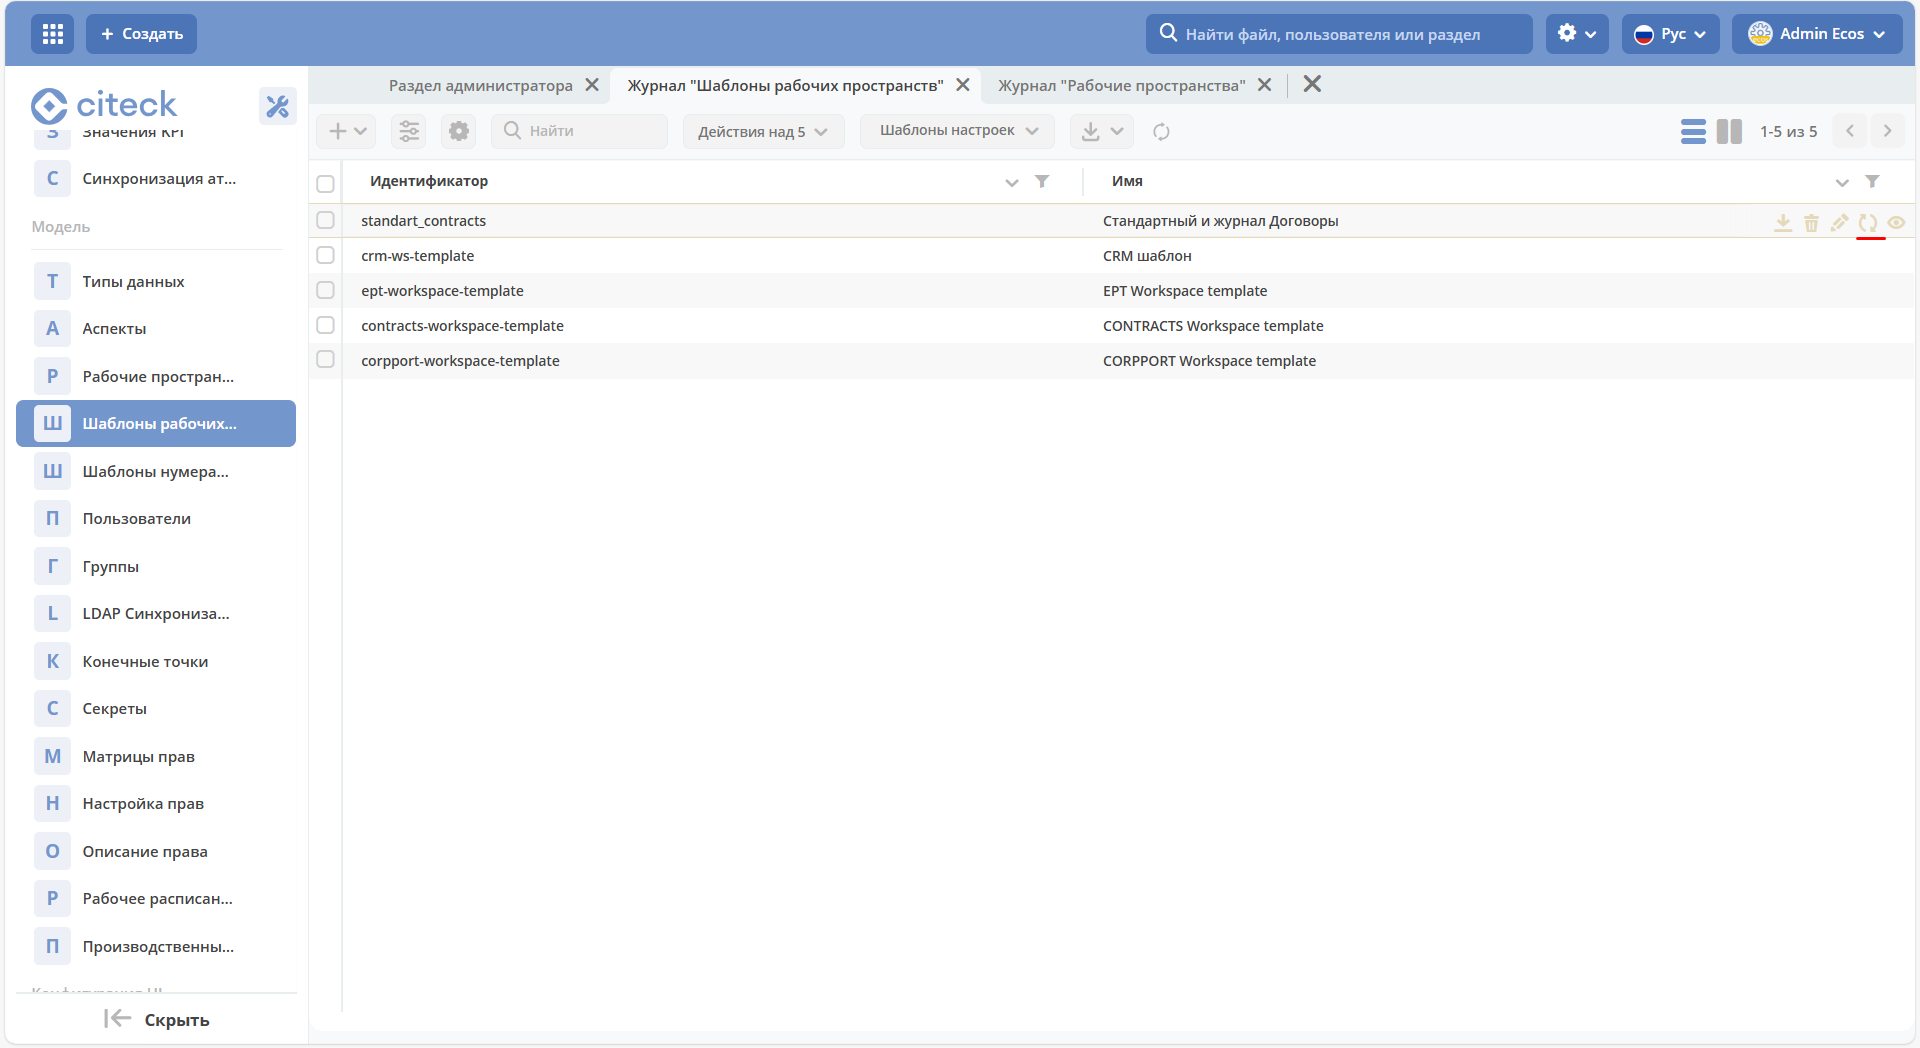 + Создать
Найти файл, пользователя или раздел
Рус
Admin Ecos
citeck
Значения KPI
С Синхронизация ат...
Модель
Т Типы данных
А Аспекты
Р Рабочие простран...
Ш Шаблоны рабочих...
Ш Шаблоны нумера...
П Пользователи
Г Группы
L LDAP Синхрониза...
К Конечные точки
С Секреты
М Матрицы прав
Н Настройка прав
О Описание права
Р Рабочее расписан...
П Производственны...
Скрыть
Раздел администратора
Журнал "Шаблоны рабочих пространств"
Журнал "Рабочие пространства"
Найти
Действия над 5
Шаблоны настроек
1-5 из 5
Идентификатор Имя
standart_contracts Стандартный и журнал Договоры
crm-ws-template CRM шаблон
ept-workspace-template EPT Workspace template
contracts-workspace-template CONTRACTS Workspace template
corpport-workspace-template CORPPORT Workspace template